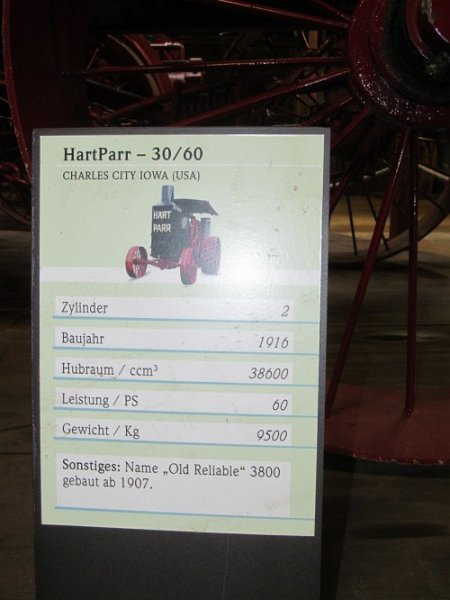 HartParr – 30/60
CHARLES CITY IOWA (USA)
HART
PARR
Zylinder 2
Baujahr 1916
Hubraum / ccm³ 38600
Leistung / PS 60
Gewicht / Kg 9500
Sonstiges: Name „Old Reliable“ 3800
gebaut ab 1907.